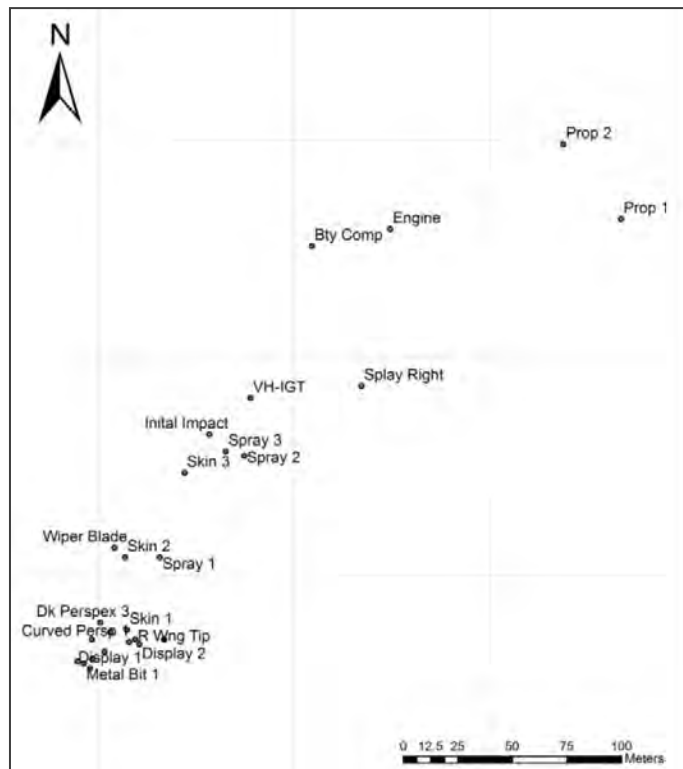 N
Prop 2
Prop 1
Engine
Bty Comp
Splay Right
VH-IGT
Inital Impact
Spray 3
Spray 2
Skin 3
Wiper Blade
Skin 2
Spray 1
Dk Perspex 3
Skin 1
Curved Persp
R Wng Tip
Display 1
Display 2
Metal Bit 1
0 12.5 25 50 75 100
Meters